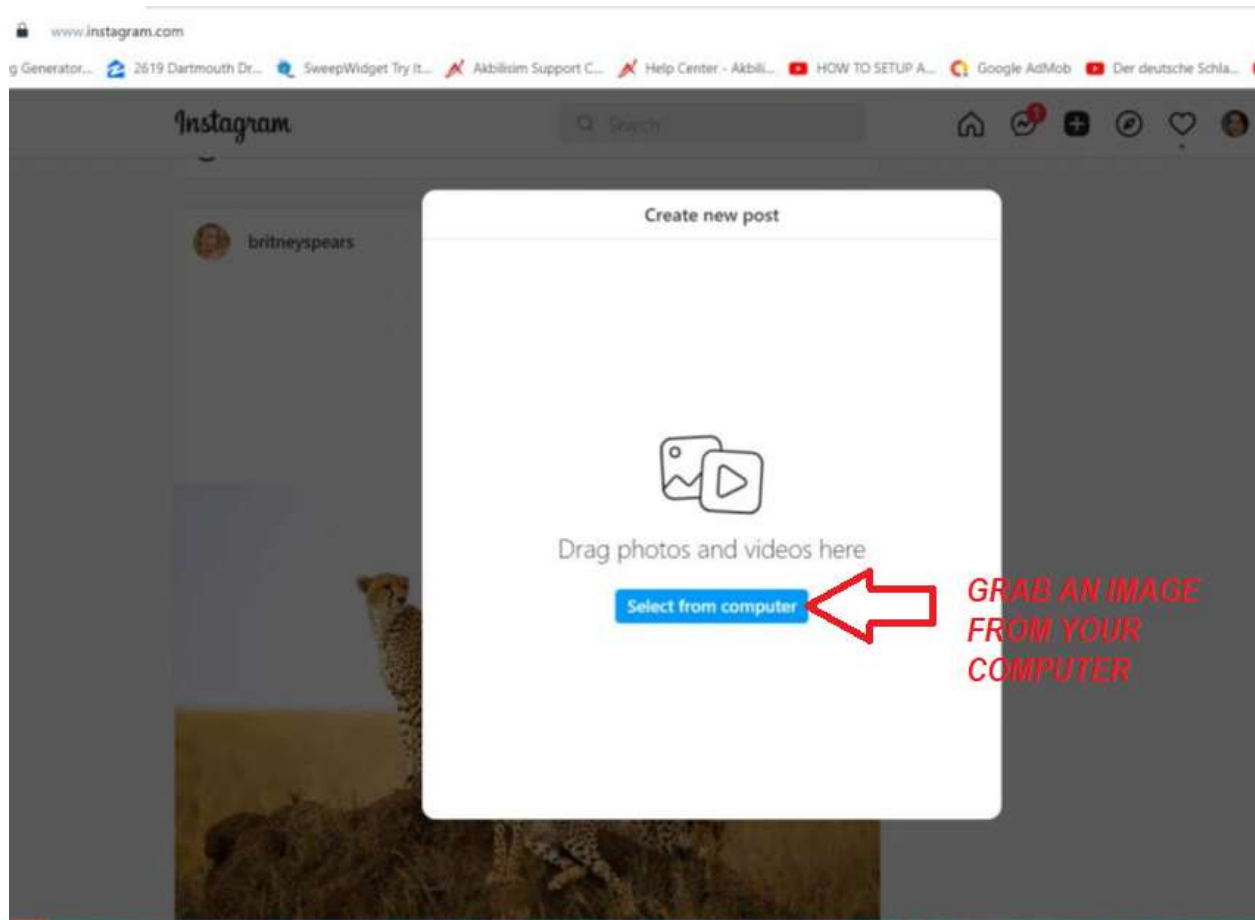 www.instagram.com
g Generator... 2619 Dartmouth Dr... SweepWidget Try It... Akbilisim Support C... Help Center - Akbili... HOW TO SETUP A... Google AdMob Der deutsche Schla...
Instagram Search 1
Create new post
britneyspears
Drag photos and videos here
Select from computer
GRAB AN IMAGE
FROM YOUR
COMPUTER